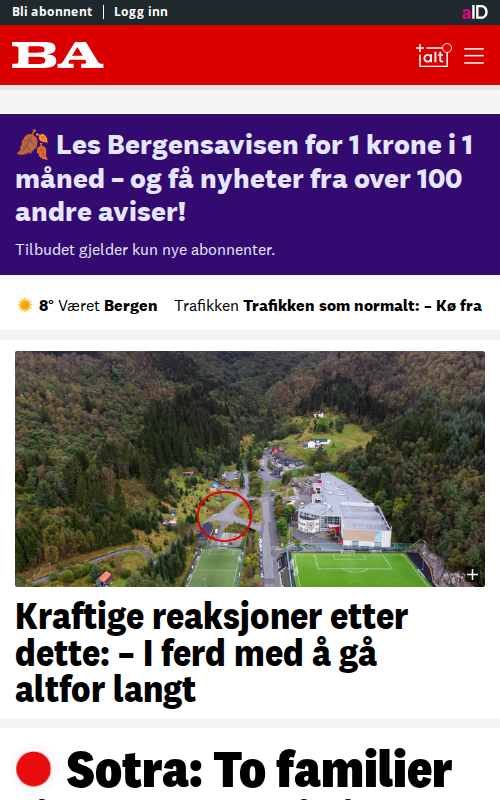 Bli abonnent | Logg inn
aID
BA
+alt
🍂 Les Bergensavisen for 1 krone i 1
måned – og få nyheter fra over 100
andre aviser!
Tilbudet gjelder kun nye abonnenter.
8° Været Bergen Trafikken Trafikken som normalt: – Kø fra
+
Kraftige reaksjoner etter
dette: – I ferd med å gå
altfor langt
Sotra: To familier